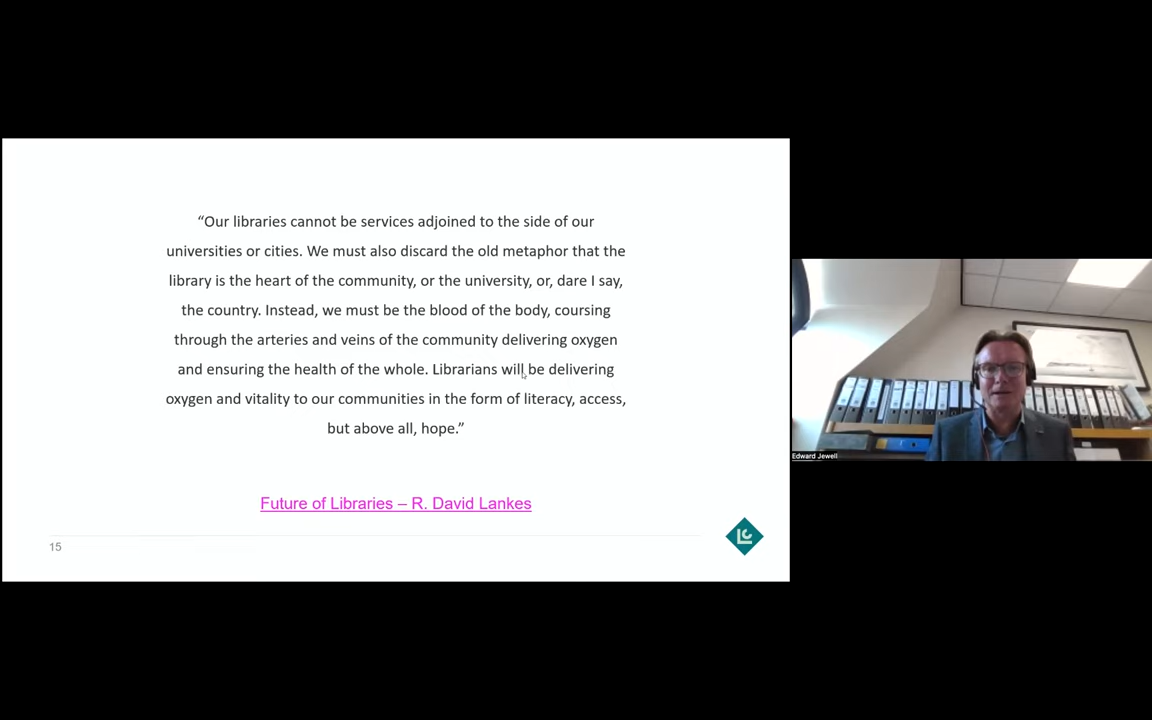 “Our libraries cannot be services adjoined to the side of our
universities or cities. We must also discard the old metaphor that the
library is the heart of the community, or the university, or, dare I say,
the country. Instead, we must be the blood of the body, coursing
through the arteries and veins of the community delivering oxygen
and ensuring the health of the whole. Librarians will be delivering
oxygen and vitality to our communities in the form of literacy, access,
but above all, hope.”
Future of Libraries – R. David Lankes
15
LC
Edward Jewell